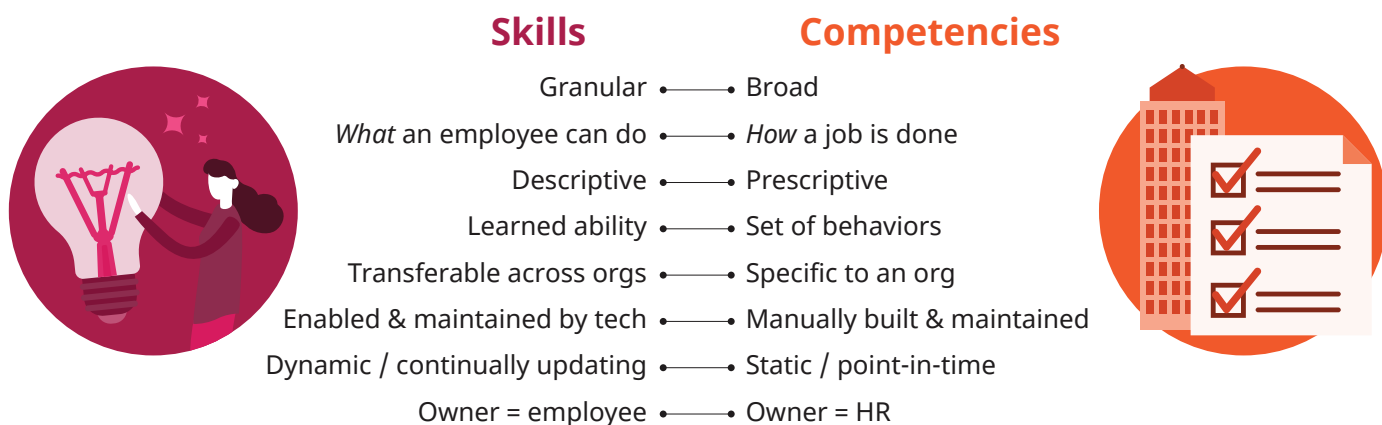 Skills Competencies
Granular Broad
What an employee can do How a job is done
Descriptive Prescriptive
Learned ability Set of behaviors
Transferable across orgs Specific to an org
Enabled & maintained by tech Manually built & maintained
Dynamic / continually updating Static / point-in-time
Owner = employee Owner = HR